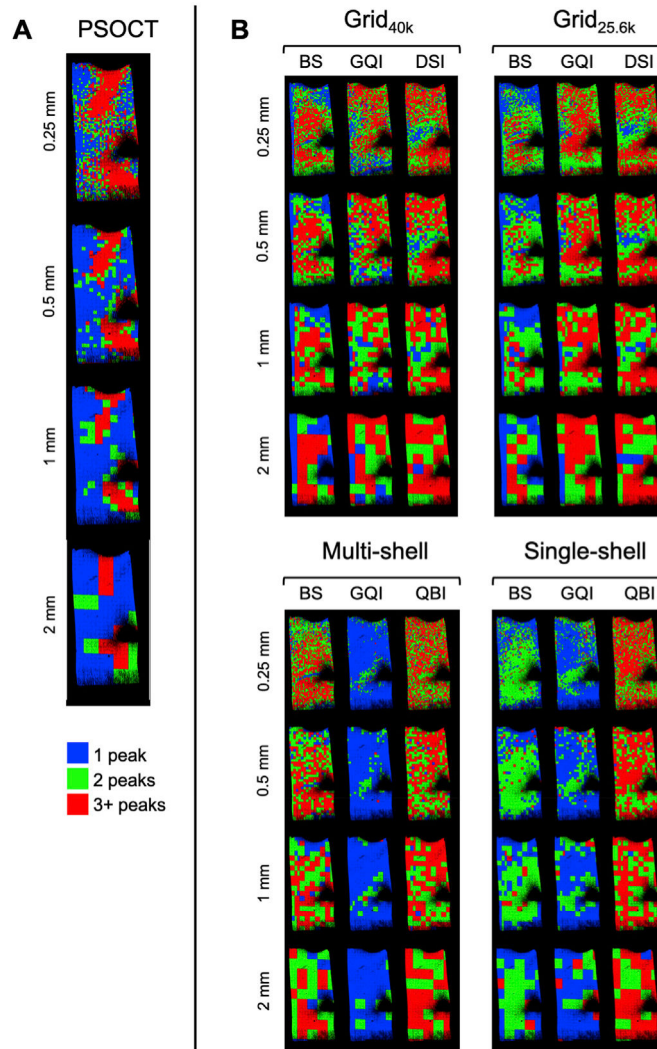 A
PSOCT
0.25 mm
0.5 mm
1 mm
2 mm
1 peak
2 peaks
3+ peaks
B
Grid40k
Grid25.6k
BS GQI DSI
BS GQI DSI
0.25 mm
0.5 mm
1 mm
2 mm
Multi-shell
Single-shell
BS GQI QBI
BS GQI QBI
0.25 mm
0.5 mm
1 mm
2 mm